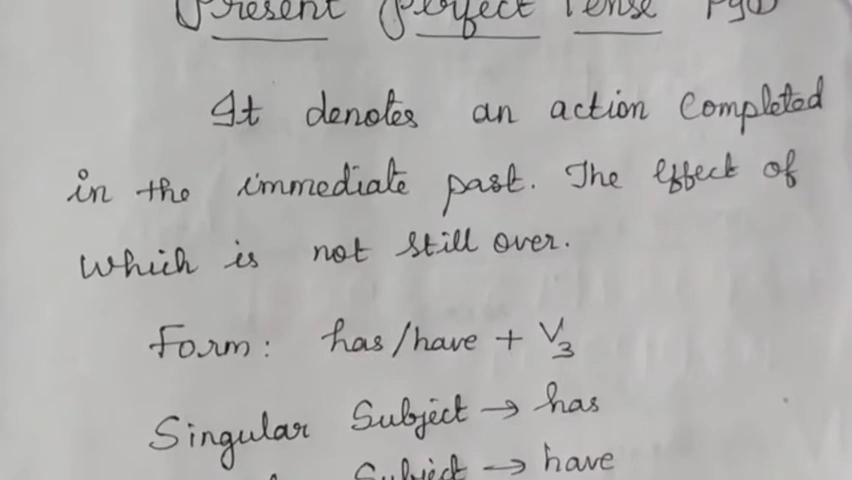 Present Perfect Tense Pg①
It denotes an action Completed
in the immediate past. The effect of
which is not still over.
Form: has/have + V₃
Singular Subject → has
Subject → have